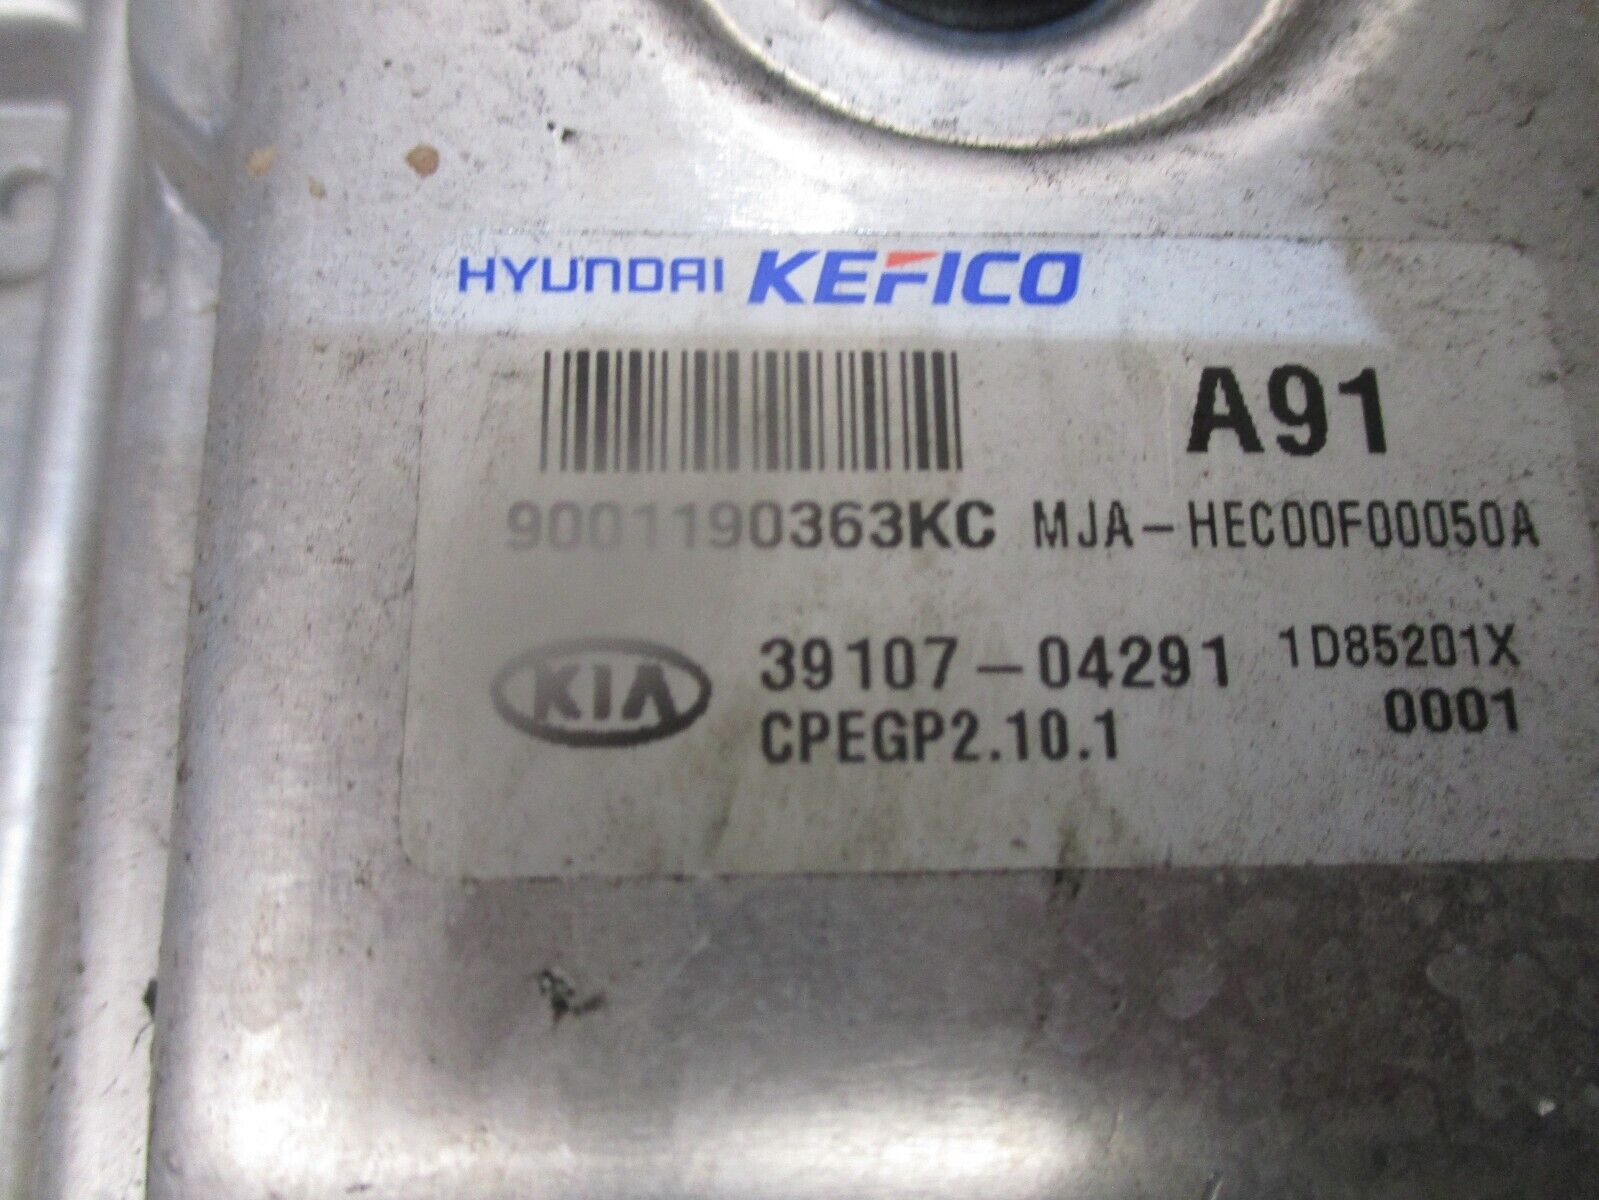 HYUNDAI KEFICO
A91
9001190363KC MJA-HEC00F00050A
KIA 39107-04291 1D85201X
CPEGP2.10.1 0001